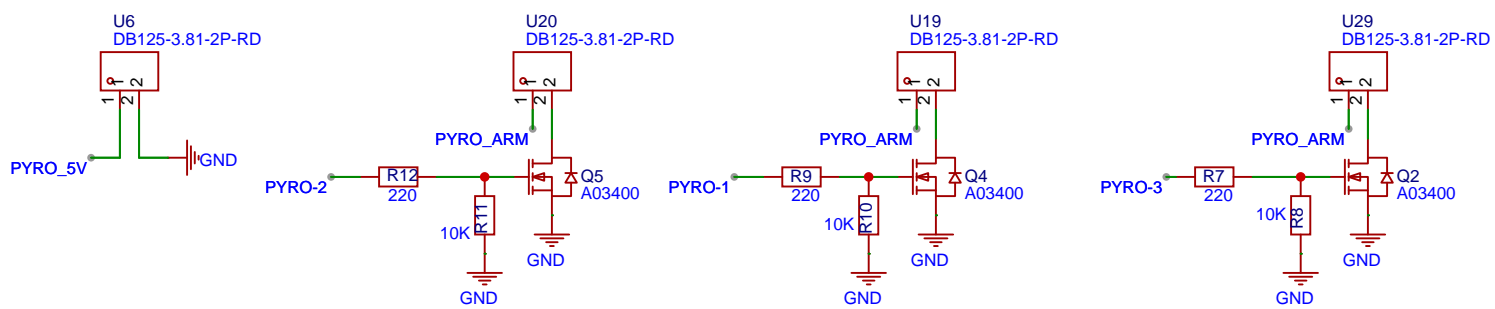 U6
DB125-3.81-2P-RD
1
2
1
2
PYRO_5V
GND
U20
DB125-3.81-2P-RD
1
2
1
2
PYRO_ARM
PYRO-2
R12
220
R11
10K
Q5
A03400
GND
GND
U19
DB125-3.81-2P-RD
1
2
1
2
PYRO_ARM
PYRO-1
R9
220
R10
10K
Q4
A03400
GND
GND
U29
DB125-3.81-2P-RD
1
2
1
2
PYRO_ARM
PYRO-3
R7
220
R8
10K
Q2
A03400
GND
GND